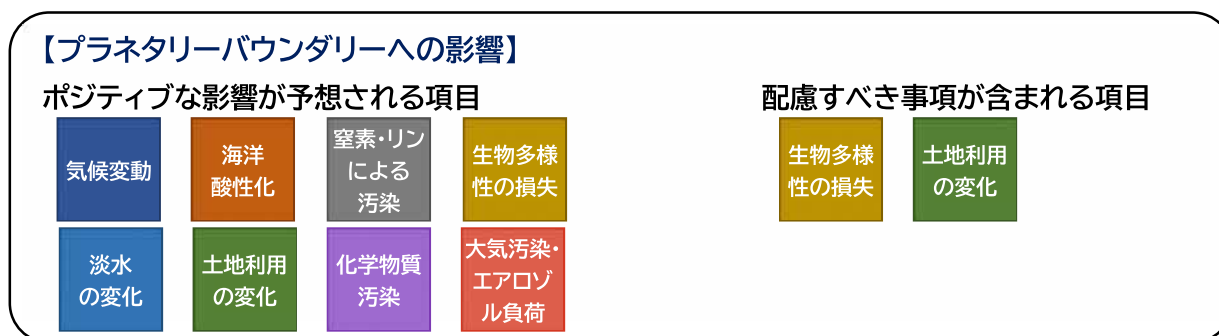 【プラネタリーバウンダリーへの影響】
ポジティブな影響が予想される項目
気候変動
海洋
酸性化
窒素・リン
による
汚染
生物多様
性の損失
淡水
の変化
土地利用
の変化
化学物質
汚染
大気汚染・
エアロゾ
ル負荷
配慮すべき事項が含まれる項目
生物多様
性の損失
土地利用
の変化